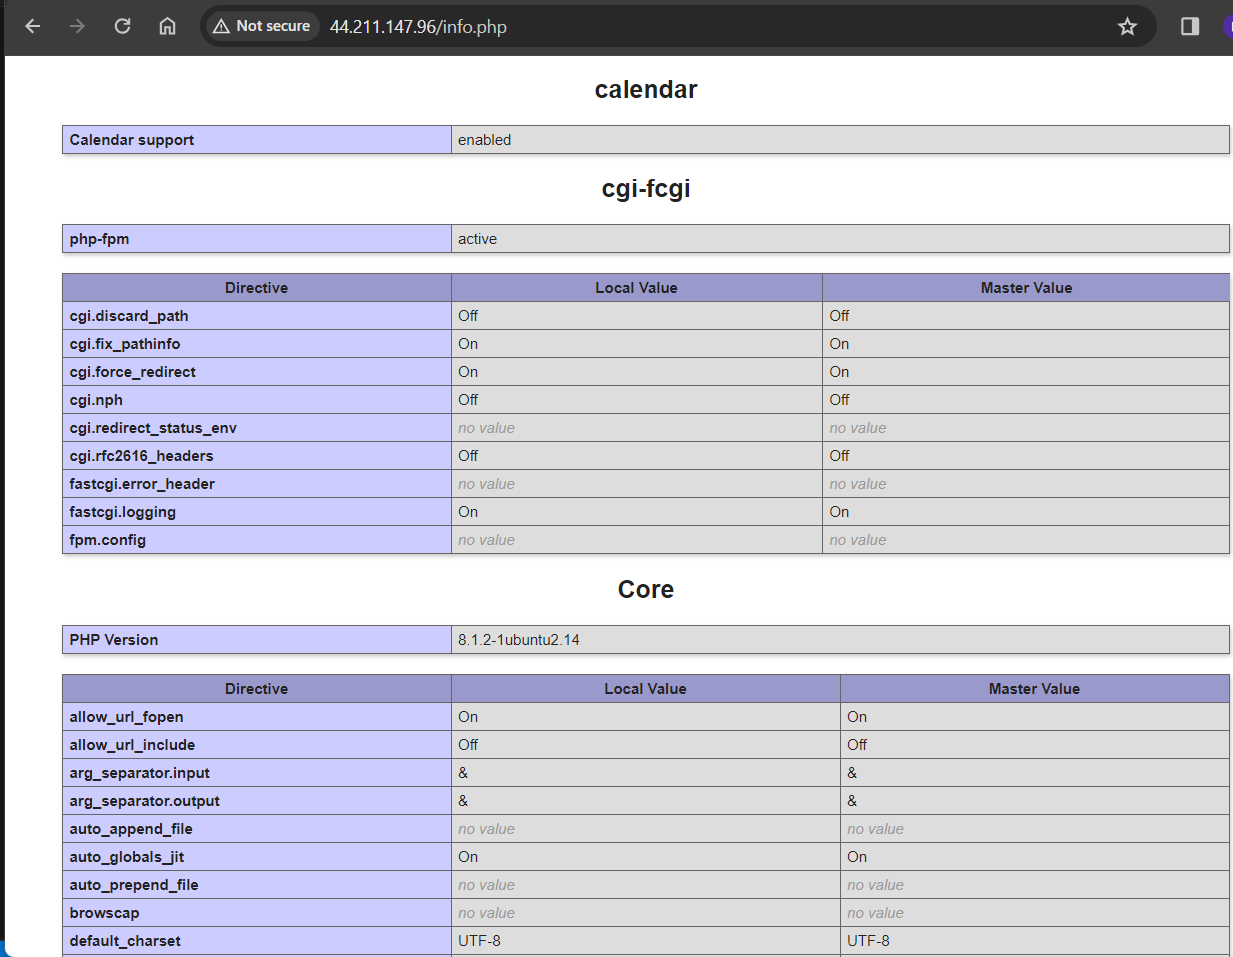 Not secure 44.211.147.96/info.php
calendar
Calendar support enabled
cgi-fcgi
php-fpm active
Directive Local Value Master Value
cgi.discard_path Off Off
cgi.fix_pathinfo On On
cgi.force_redirect On On
cgi.nph Off Off
cgi.redirect_status_env no value no value
cgi.rfc2616_headers Off Off
fastcgi.error_header no value no value
fastcgi.logging On On
fpm.config no value no value
Core
PHP Version 8.1.2-1ubuntu2.14
Directive Local Value Master Value
allow_url_fopen On On
allow_url_include Off Off
arg_separator.input & &
arg_separator.output & &
auto_append_file no value no value
auto_globals_jit On On
auto_prepend_file no value no value
browscap no value no value
default_charset UTF-8 UTF-8